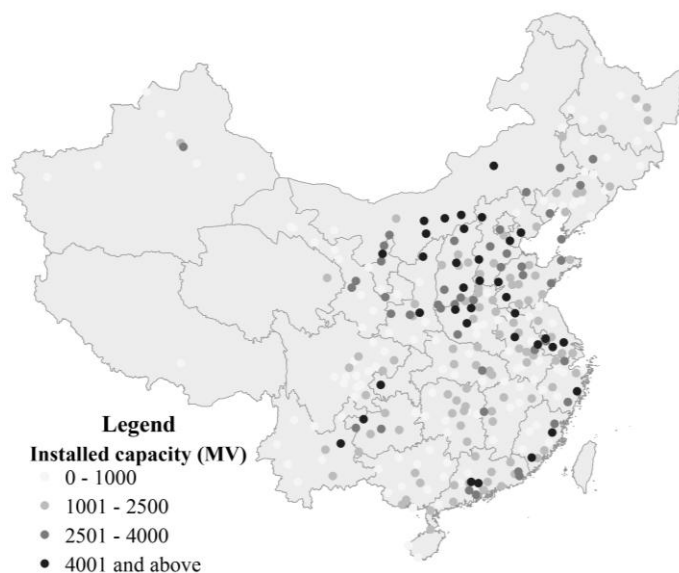 Legend
Installed capacity (MV)
0 - 1000
1001 - 2500
2501 - 4000
4001 and above